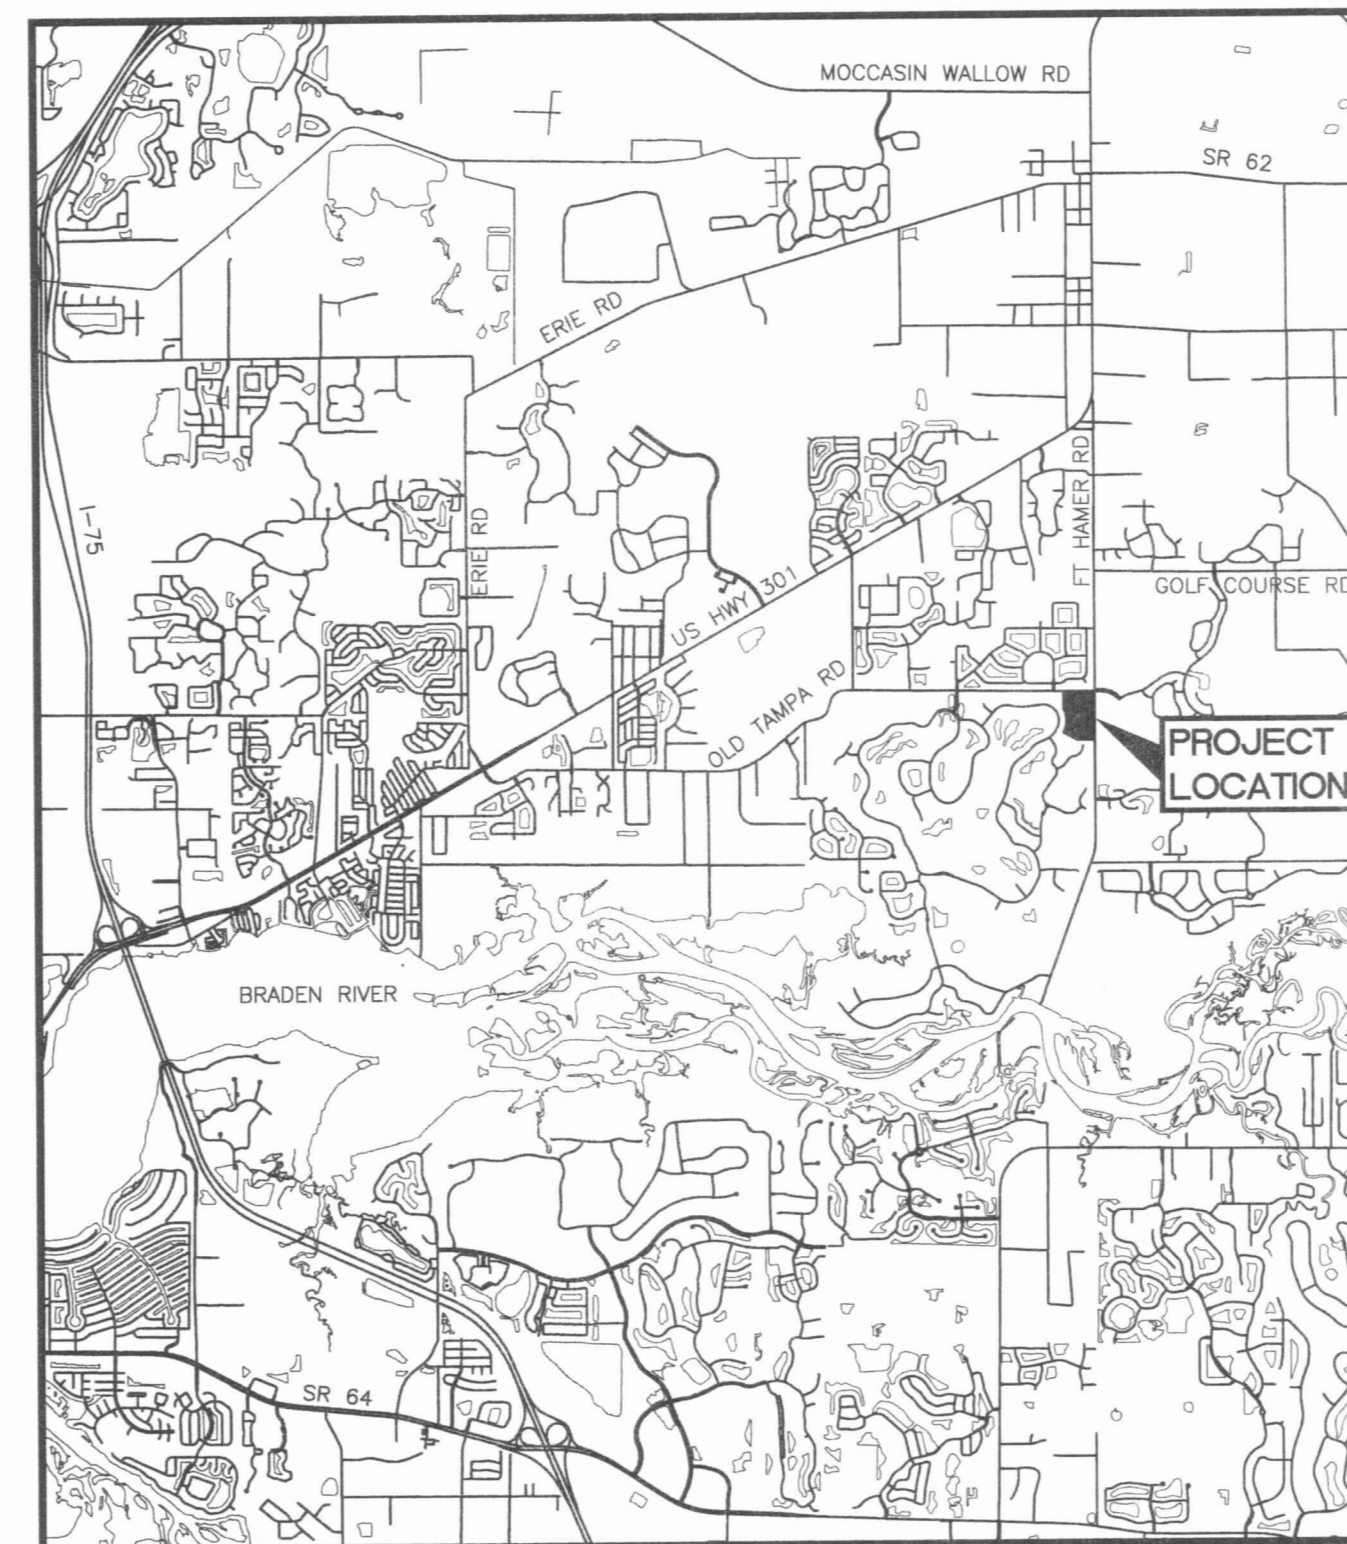 MOCCASIN WALLOW RD
SR 62
ERIE RD
I-75
ERIE RD
FT HAMER RD
US HWY 301
GOLF COURSE RD
OLD TAMPA RD
PROJECT
LOCATION
BRADEN RIVER
SR 64